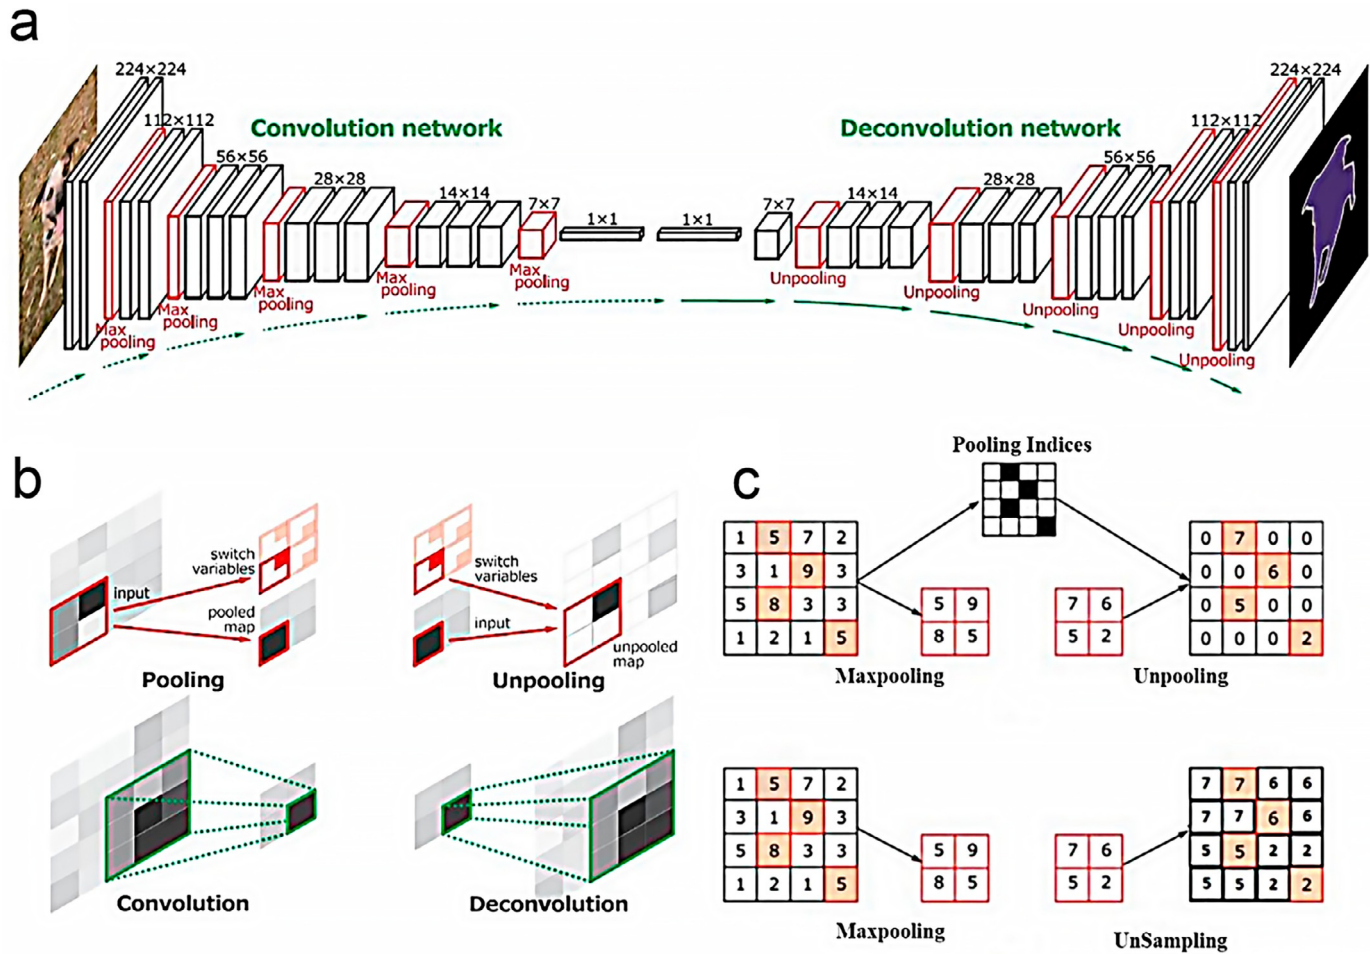 a
224×224
112×112
56×56
28×28
14×14
7×7
1×1
1×1
7×7
14×14
28×28
56×56
112×112
224×224
Convolution network
Deconvolution network
Max
pooling
Max
pooling
Max
pooling
Max
pooling
Max
pooling
Unpooling
Unpooling
Unpooling
Unpooling
Unpooling
b
switch
variables
input
pooled
map
Pooling
switch
variables
input
unpooled
map
Unpooling
Convolution
Deconvolution
c
Pooling Indices
1 5 7 2
3 1 9 3
5 8 3 3
1 2 1 5
5 9
8 5
Maxpooling
7 6
5 2
0 7 0 0
0 0 6 0
0 5 0 0
0 0 0 2
Unpooling
1 5 7 2
3 1 9 3
5 8 3 3
1 2 1 5
5 9
8 5
Maxpooling
7 6
5 2
7 7 6 6
7 7 6 6
5 5 2 2
5 5 2 2
UnSampling